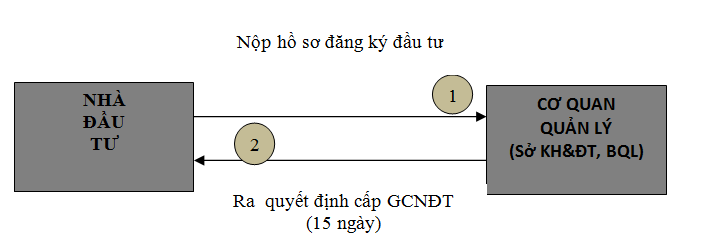 Nộp hồ sơ đăng ký đầu tư
NHÀ
ĐẦU
TƯ
1
2
CƠ QUAN
QUẢN LÝ
(Sở KH&ĐT, BQL)
Ra quyết định cấp GCNĐT
(15 ngày)